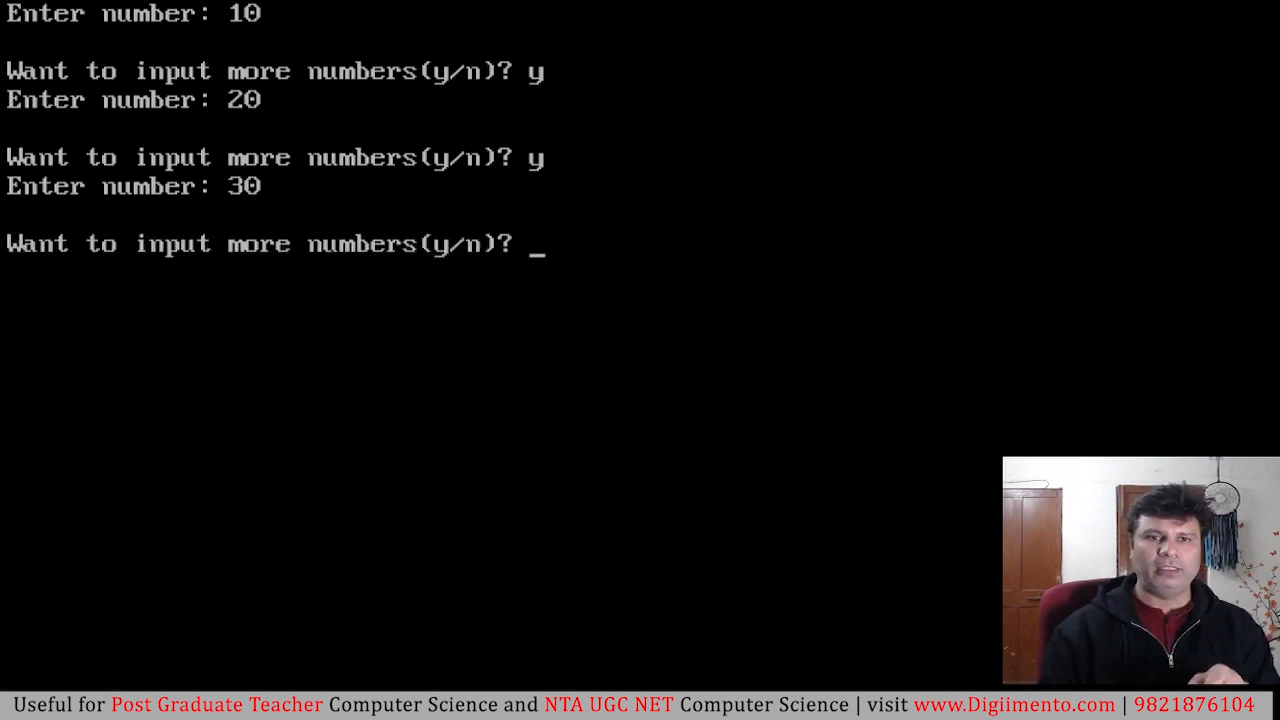 Enter number: 10
Want to input more numbers(y/n)? y
Enter number: 20
Want to input more numbers(y/n)? y
Enter number: 30
Want to input more numbers(y/n)? _
Useful for Post Graduate Teacher Computer Science and NTA UGC NET Computer Science | visit www.Digiimento.com | 9821876104